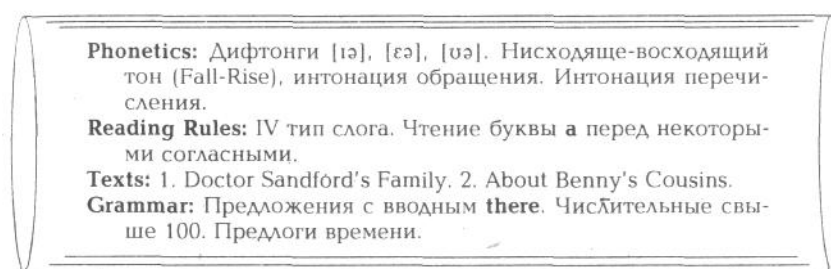 Phonetics: Дифтонги [ıə], [ɛə], [ʊə]. Нисходяще-восходящий
тон (Fall-Rise), интонация обращения. Интонация перечи-
сления.
Reading Rules: IV тип слога. Чтение буквы а перед некоторы-
ми согласными.
Texts: 1. Doctor Sandford's Family. 2. About Benny's Cousins.
Grammar: Предложения с вводным there. Числительные свы-
ше 100. Предлоги времени.